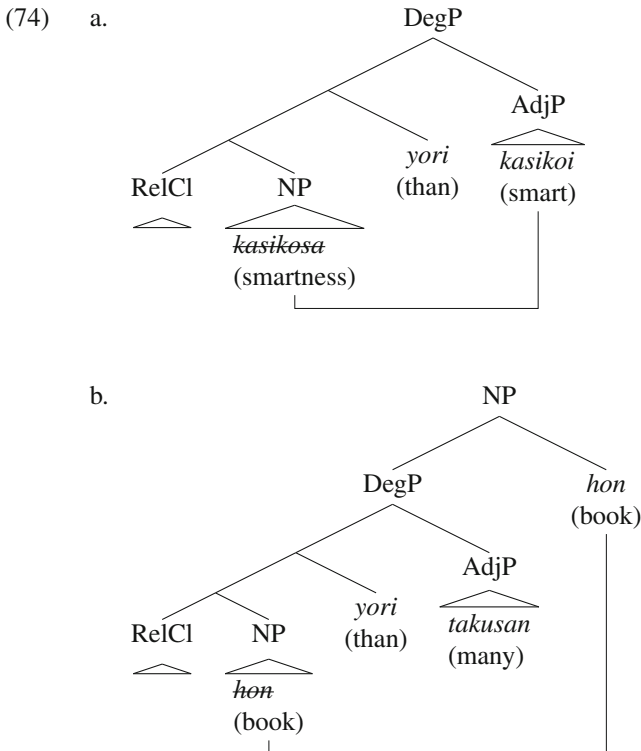 (74) a. DegP
AdjP
yori kasikoi
RelCl NP (than) (smart)
kasikosa
(smartness)
b. NP
DegP hon
(book)
AdjP
yori takusan
RelCl NP (than) (many)
hon
(book)